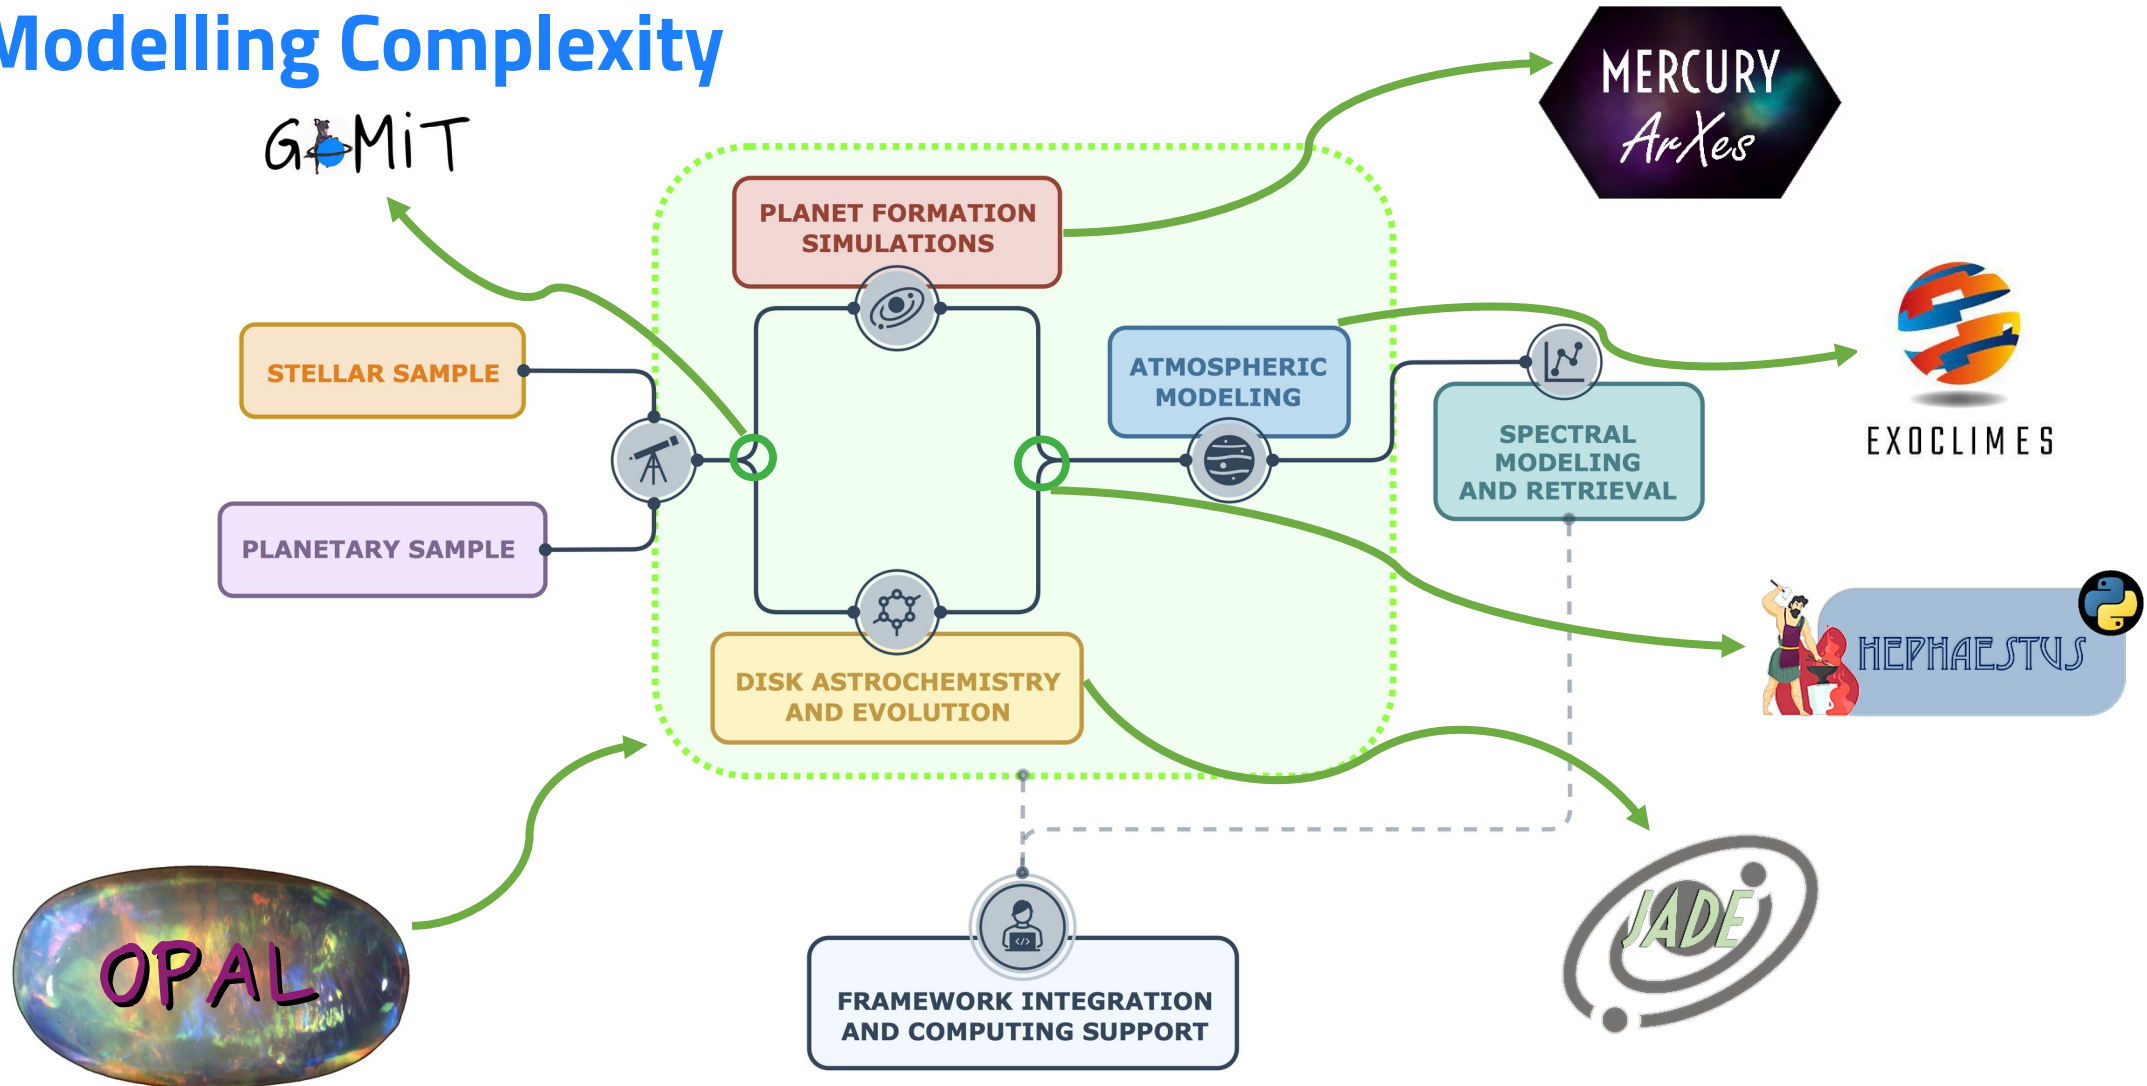 Modelling Complexity
GOMiT
MERCURY
ArXes
PLANET FORMATION
SIMULATIONS
STELLAR SAMPLE
ATMOSPHERIC
MODELING
EXOCLIMES
SPECTRAL
MODELING
AND RETRIEVAL
PLANETARY SAMPLE
HEPHAESTUS
DISK ASTROCHEMISTRY
AND EVOLUTION
JADE
OPAL
</>
FRAMEWORK INTEGRATION
AND COMPUTING SUPPORT